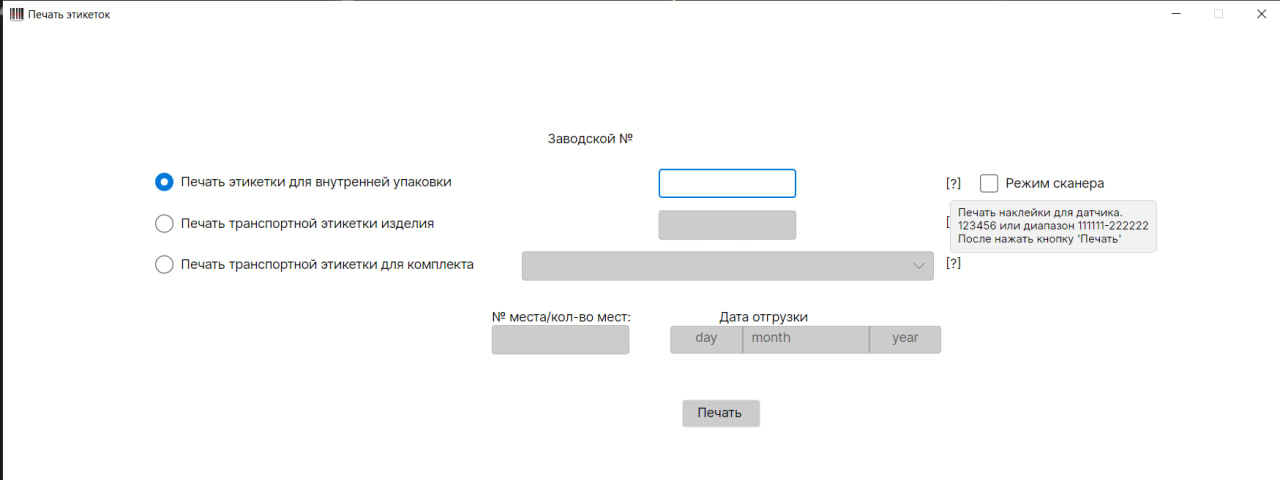 Печать этикеток
Заводской №
Печать этикетки для внутренней упаковки
[?]
Режим сканера
Печать транспортной этикетки изделия
[
Печать наклейки для датчика.
123456 или диапазон 111111-222222
После нажать кнопку 'Печать'
Печать транспортной этикетки для комплекта
[?]
№ места/кол-во мест:
Дата отгрузки
day month year
Печать